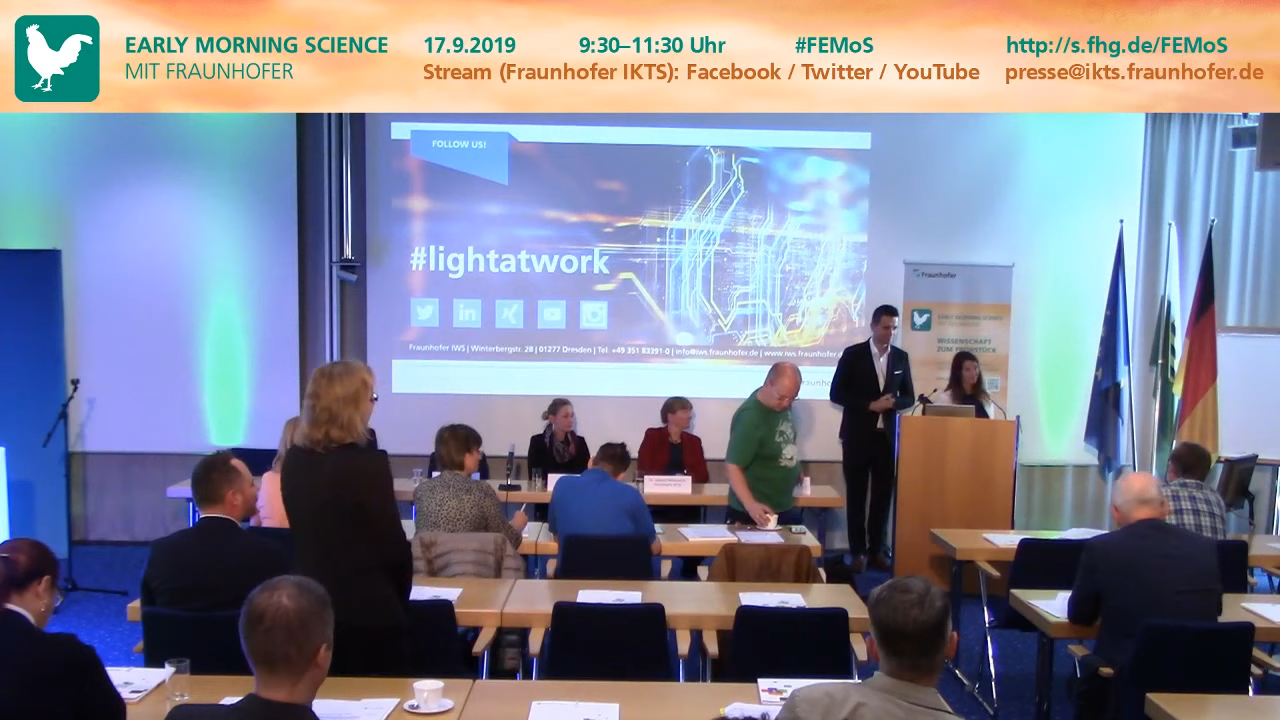 EARLY MORNING SCIENCE
MIT FRAUNHOFER
17.9.2019 9:30–11:30 Uhr #FEMoS http://s.fhg.de/FEMoS
Stream (Fraunhofer IKTS): Facebook / Twitter / YouTube presse@ikts.fraunhofer.de
FOLLOW US!
#lightatwork
Fraunhofer IWS | Winterbergstr. 28 | 01277 Dresden | Tel. +49 351 83391-0 | info@iws.fraunhofer.de | www.iws.fraunhofer.
Fraunhofer
EARLY MORNING SCIENCE
WISSENSCHAFT
ZUM FRÜHSTÜCK